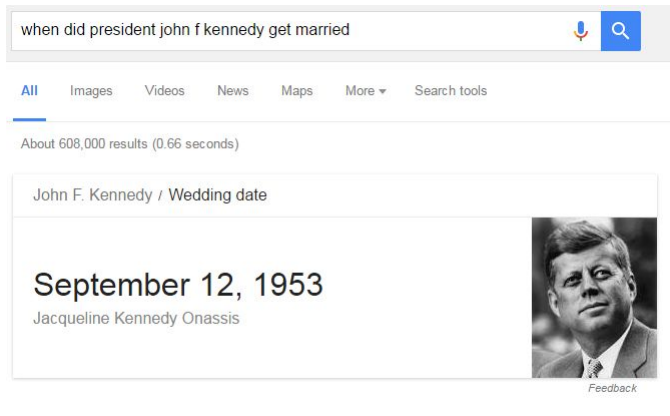 when did president john f kennedy get married
All Images Videos News Maps More Search tools
About 608,000 results (0.66 seconds)
John F. Kennedy / Wedding date
September 12, 1953
Jacqueline Kennedy Onassis
Feedback